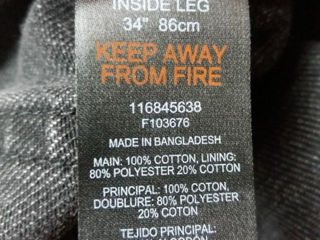 INSIDE LEG
34" 86cm
KEEP AWAY
FROM FIRE
116845638
F103676
MADE IN BANGLADESH
MAIN: 100% COTTON, LINING:
80% POLYESTER 20% COTTON
PRINCIPAL: 100% COTON,
DOUBLURE: 80% POLYESTER
20% COTON
TEJIDO PRINCIPAL: